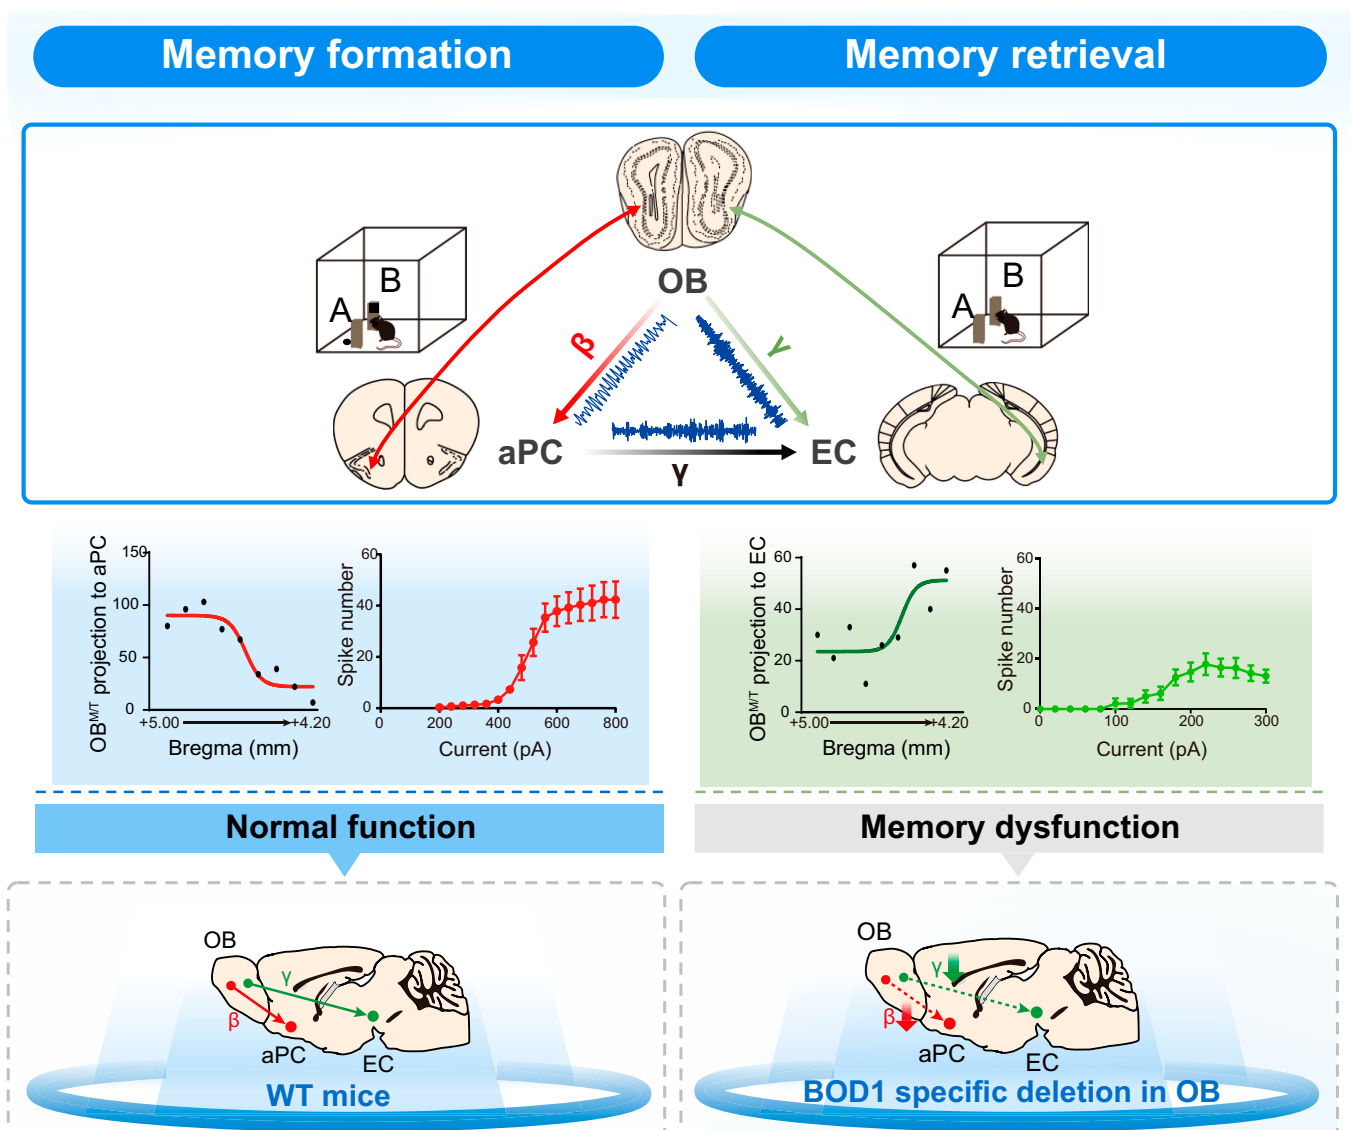 Memory formation
Memory retrieval
OB
A
B
A
B
β
γ
aPC
γ
EC
OBM/T projection to aPC
150
100
50
0
+5.00
+4.20
Bregma (mm)
Spike number
60
40
20
0
0
200
400
600
800
Current (pA)
OBM/T projection to EC
60
40
20
0
+5.00
+4.20
Bregma (mm)
Spike number
60
40
20
0
0
100
200
300
Current (pA)
Normal function
Memory dysfunction
OB
γ
β
aPC
EC
WT mice
OB
γ
β
aPC
EC
BOD1 specific deletion in OB